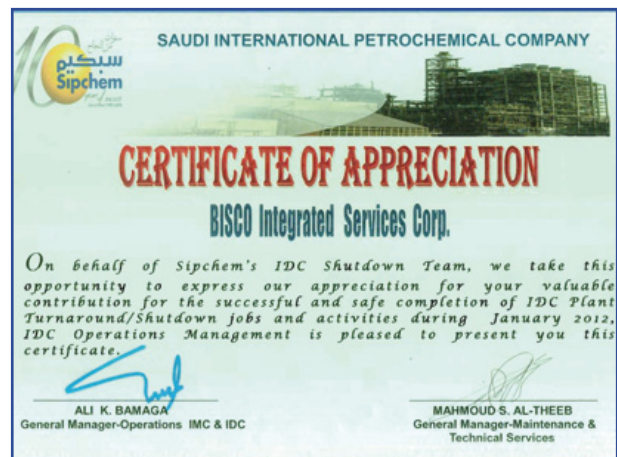 SAUDI INTERNATIONAL PETROCHEMICAL COMPANY
10
سبكيم
Sipchem
CERTIFICATE OF APPRECIATION
BISCO Integrated Services Corp.
On behalf of Sipchem's IDC Shutdown Team, we take this
opportunity to express our appreciation for your valuable
contribution for the successful and safe completion of IDC Plant
Turnaround/Shutdown jobs and activities during January 2012,
IDC Operations Management is pleased to present you this
certificate.
ALI K. BAMAGA
General Manager-Operations IMC & IDC
MAHMOUD S. AL-THEEB
General Manager-Maintenance &
Technical Services